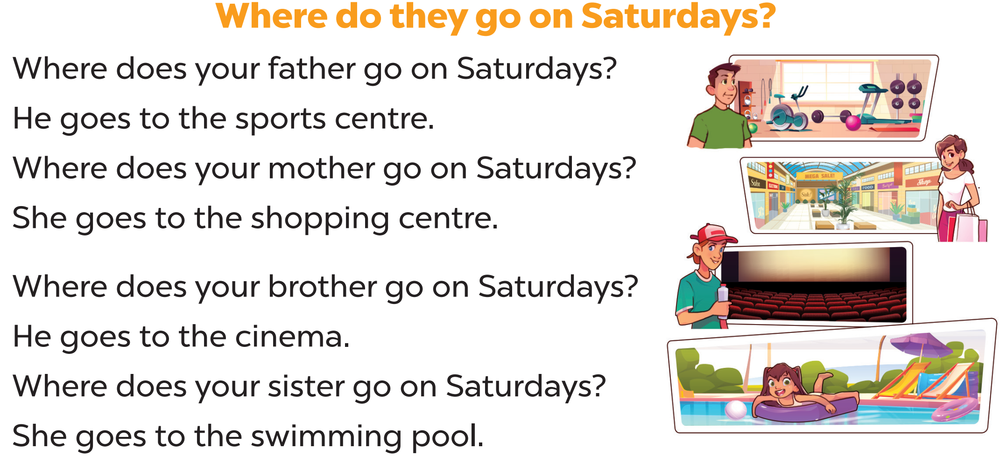 Where do they go on Saturdays?
Where does your father go on Saturdays?
He goes to the sports centre.
Where does your mother go on Saturdays?
She goes to the shopping centre.
Where does your brother go on Saturdays?
He goes to the cinema.
Where does your sister go on Saturdays?
She goes to the swimming pool.
MEGA SALE!
Salon
ELECTRONIC
Sale!
FOOD
Boutique
Shop